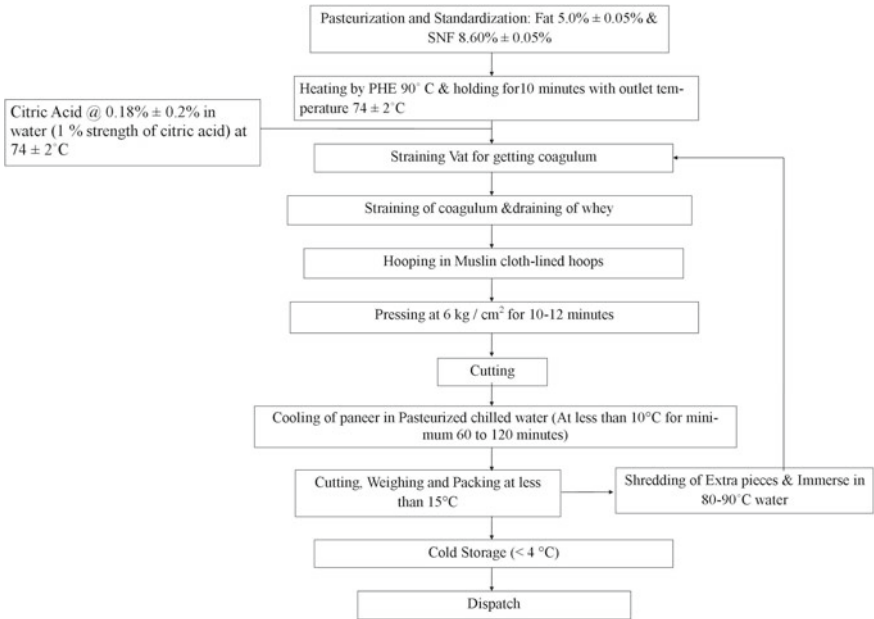 Pasteurization and Standardization: Fat 5.0% ± 0.05% &
SNF 8.60% ± 0.05%
Heating by PHE 90˚ C & holding for10 minutes with outlet tem-
perature 74 ± 2˚C
Citric Acid @ 0.18% ± 0.2% in
water (1 % strength of citric acid) at
74 ± 2˚C
Straining Vat for getting coagulum
Straining of coagulum &draining of whey
Hooping in Muslin cloth-lined hoops
Pressing at 6 kg / cm² for 10-12 minutes
Cutting
Cooling of paneer in Pasteurized chilled water (At less than 10°C for mini-
mum 60 to 120 minutes)
Cutting, Weighing and Packing at less
than 15°C
Shredding of Extra pieces & Immerse in
80-90˚C water
Cold Storage (< 4 °C)
Dispatch